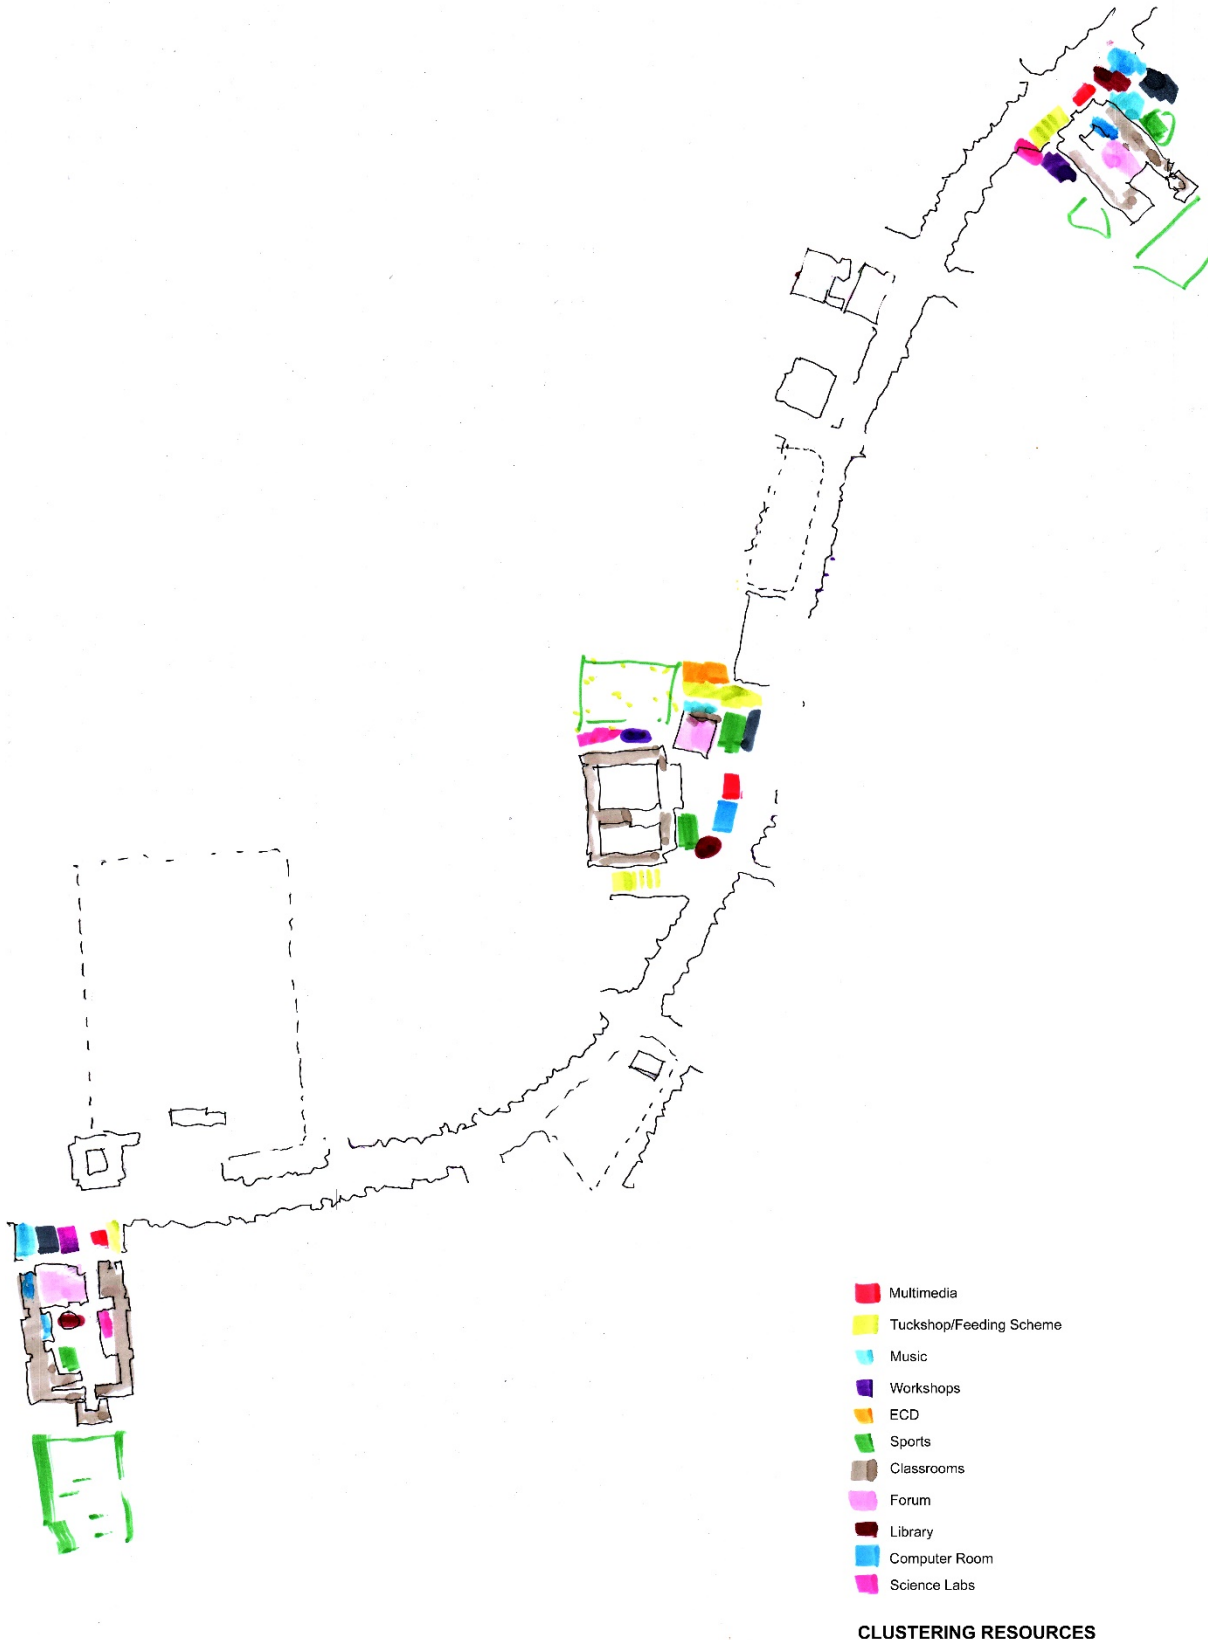 Multimedia
Tuckshop/Feeding Scheme
Music
Workshops
ECD
Sports
Classrooms
Forum
Library
Computer Room
Science Labs
CLUSTERING RESOURCES